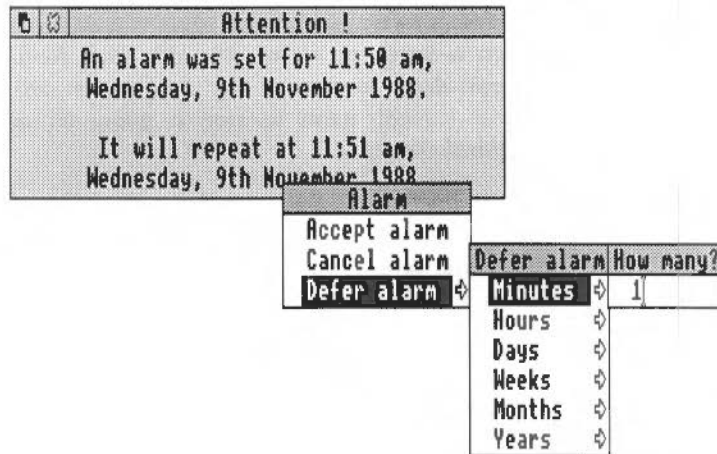 Attention !
An alarm was set for 11:50 am,
Wednesday, 9th November 1988.
It will repeat at 11:51 am,
Wednesday, 9th November 1988
Alarm
Accept alarm
Cancel alarm
Defer alarm
Defer alarm
Minutes
Hours
Days
Weeks
Months
Years
How many?
1